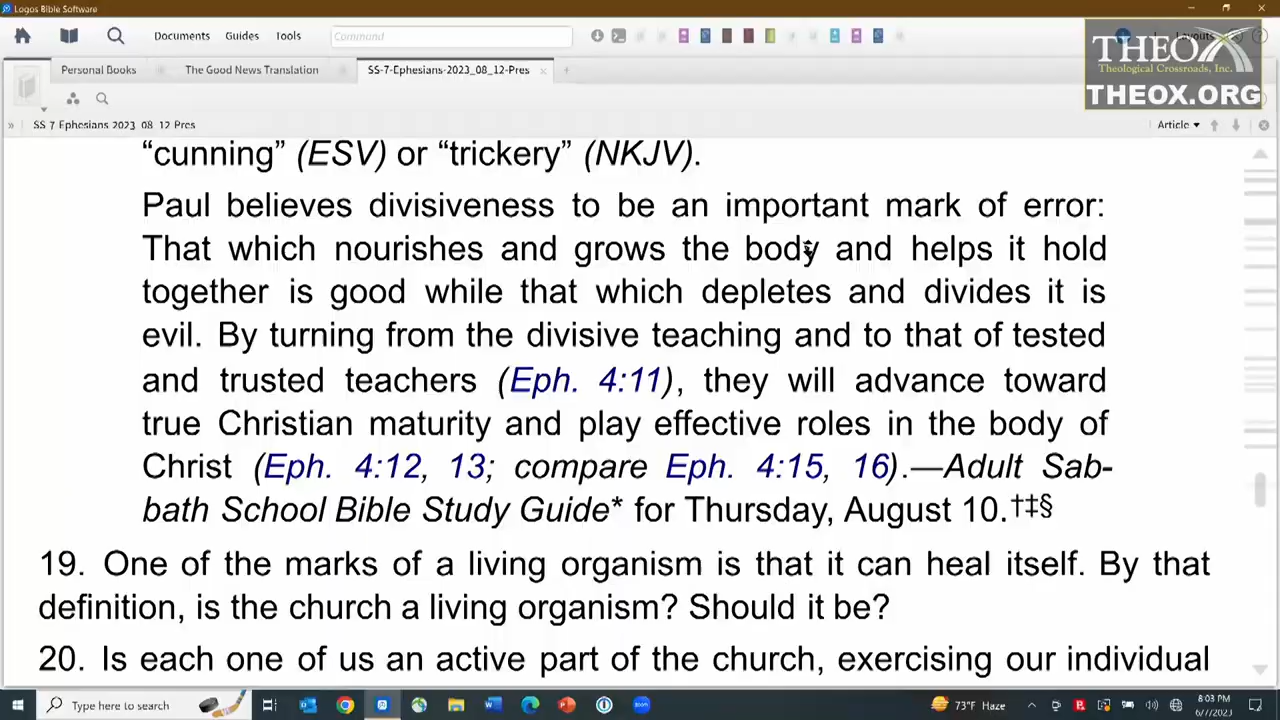 Logos Bible Software
Documents Guides Tools Command Layouts
THEOX
Theological Crossroads, Inc.
THEOX.ORG
Personal Books The Good News Translation SS-7-Ephesians-2023_08_12-Pres
SS 7 Ephesians 2023 08 12 Pres Article
“cunning” (ESV) or “trickery” (NKJV).
Paul believes divisiveness to be an important mark of error:
That which nourishes and grows the body and helps it hold
together is good while that which depletes and divides it is
evil. By turning from the divisive teaching and to that of tested
and trusted teachers (Eph. 4:11), they will advance toward
true Christian maturity and play effective roles in the body of
Christ (Eph. 4:12, 13; compare Eph. 4:15, 16).—Adult Sab-
bath School Bible Study Guide* for Thursday, August 10.†‡§
19. One of the marks of a living organism is that it can heal itself. By that
definition, is the church a living organism? Should it be?
20. Is each one of us an active part of the church, exercising our individual
Type here to search 73°F Haze 8:03 PM
6/7/2023